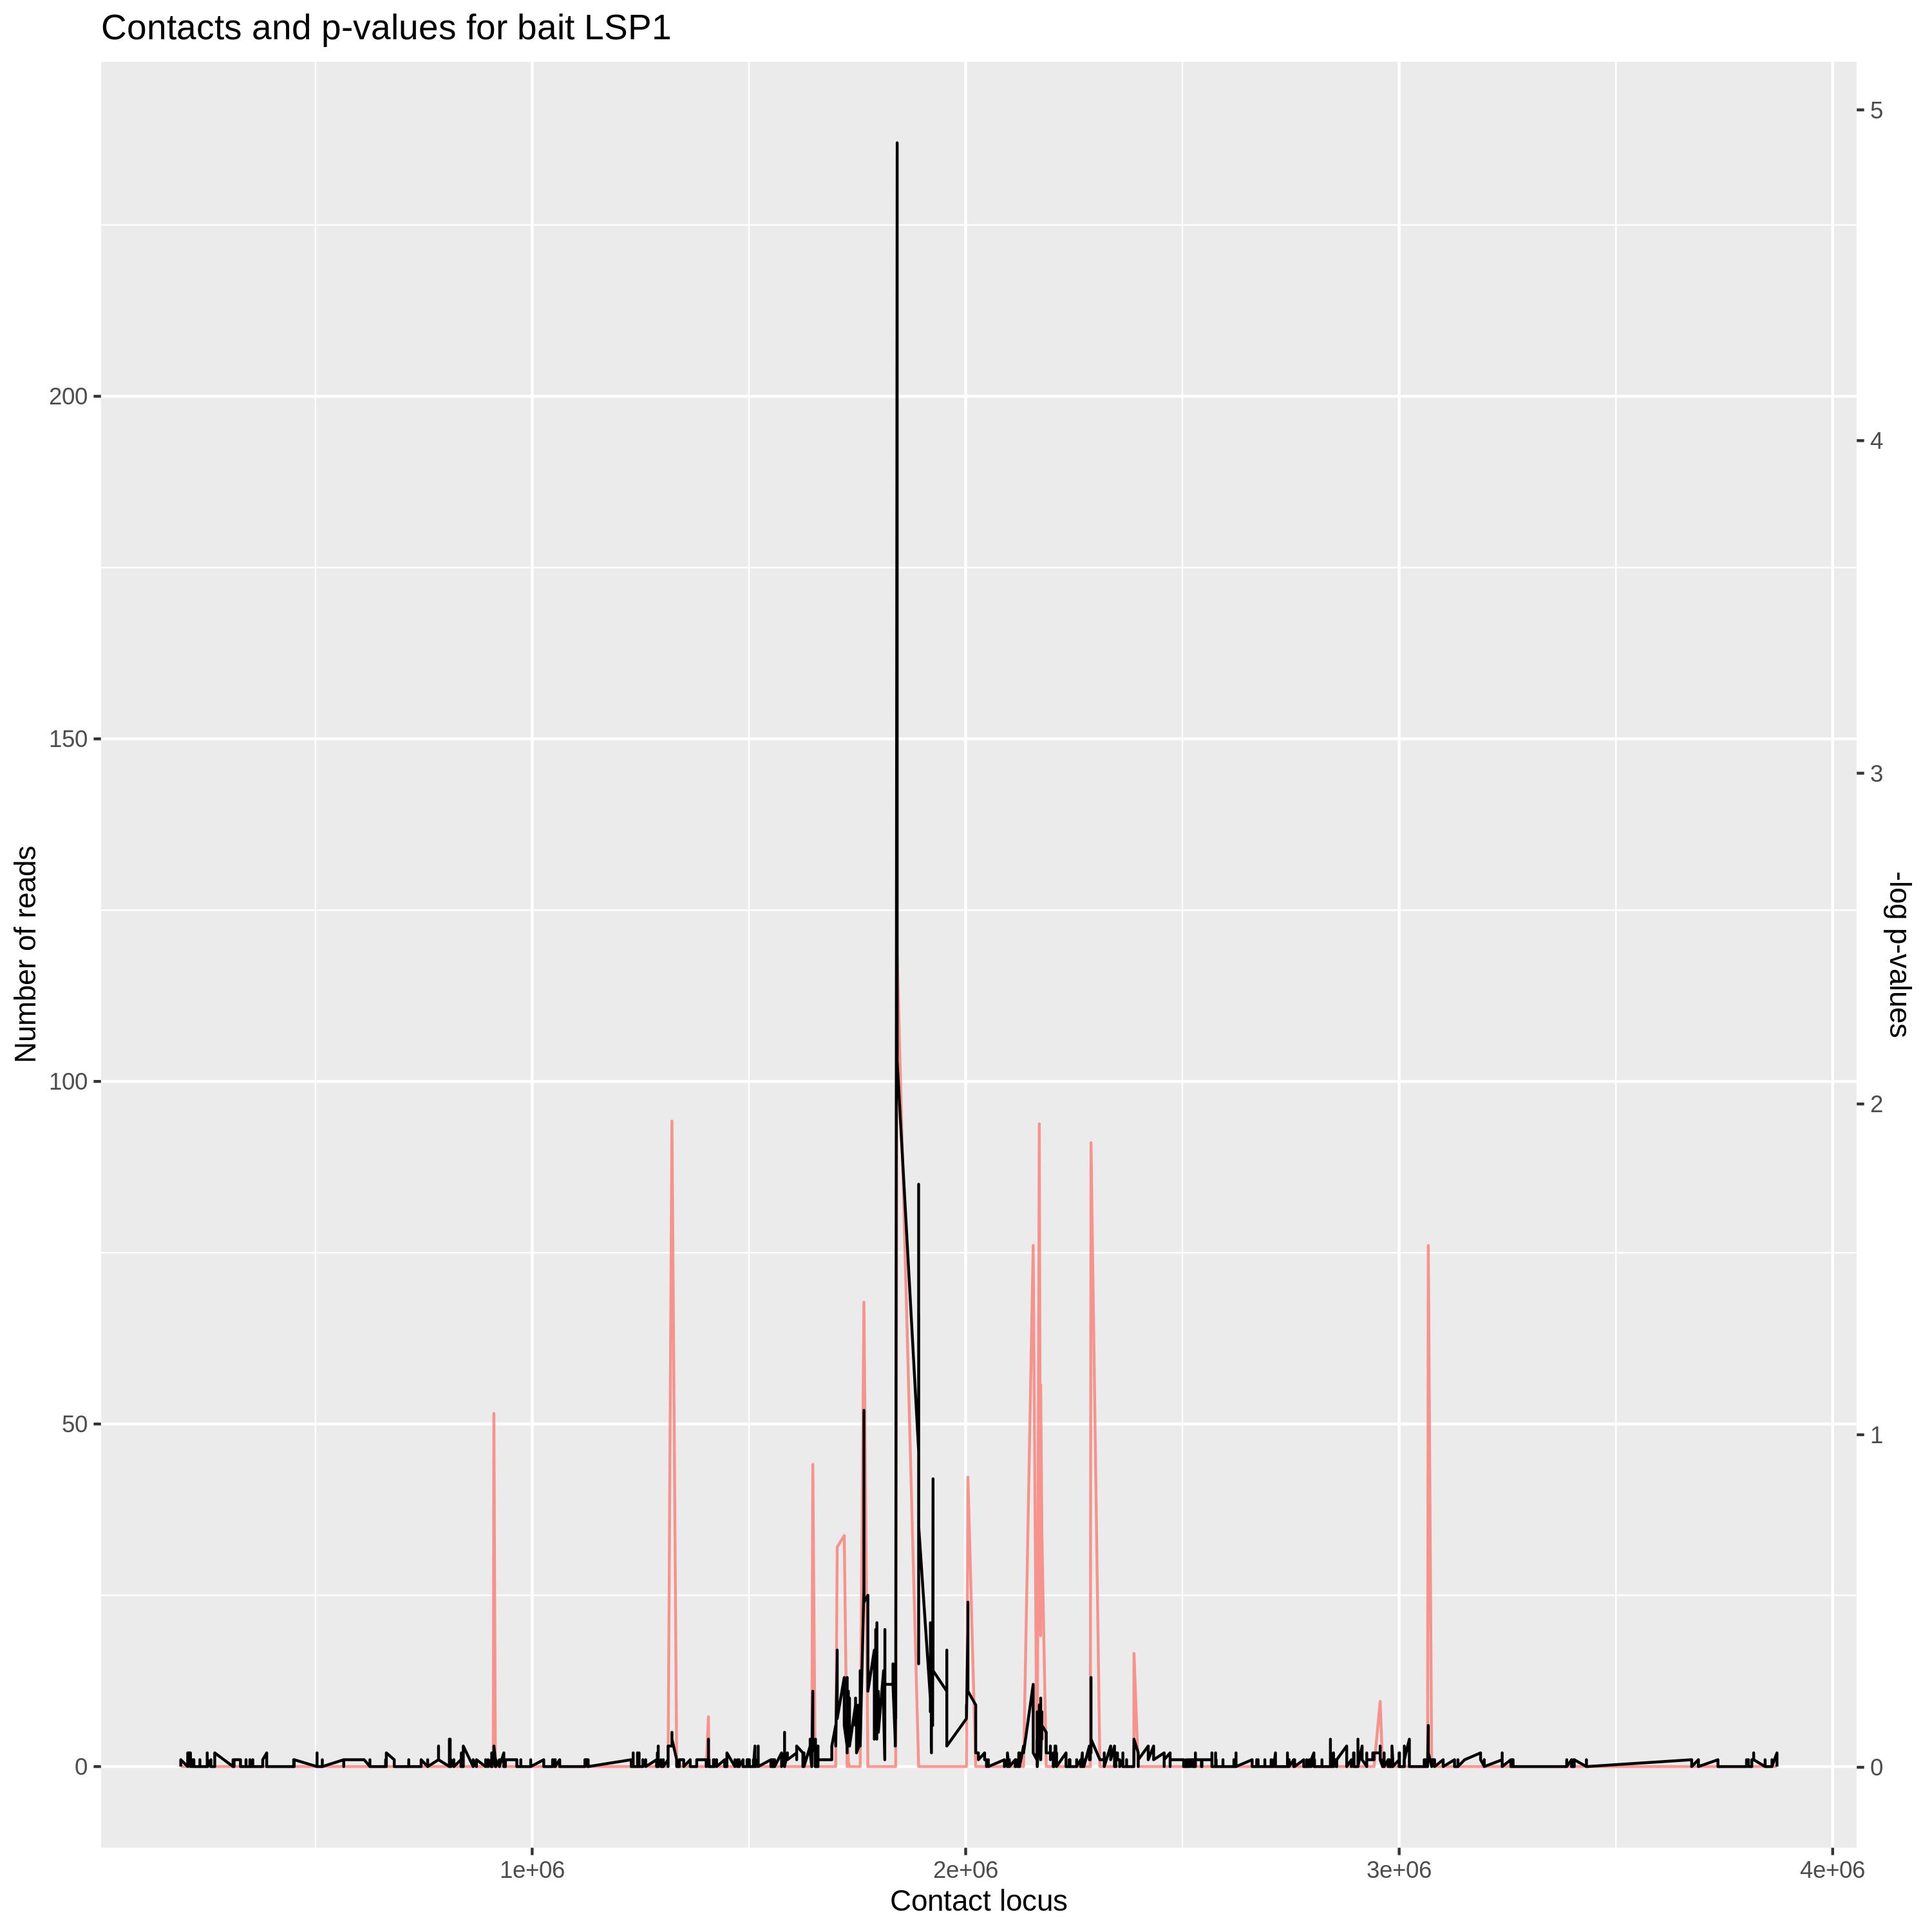 Contacts and p-values for bait LSP1
Number of reads
200
150
100
50
0
5
4
3
2
1
0
-log p-values
1e+06
2e+06
3e+06
4e+06
Contact locus